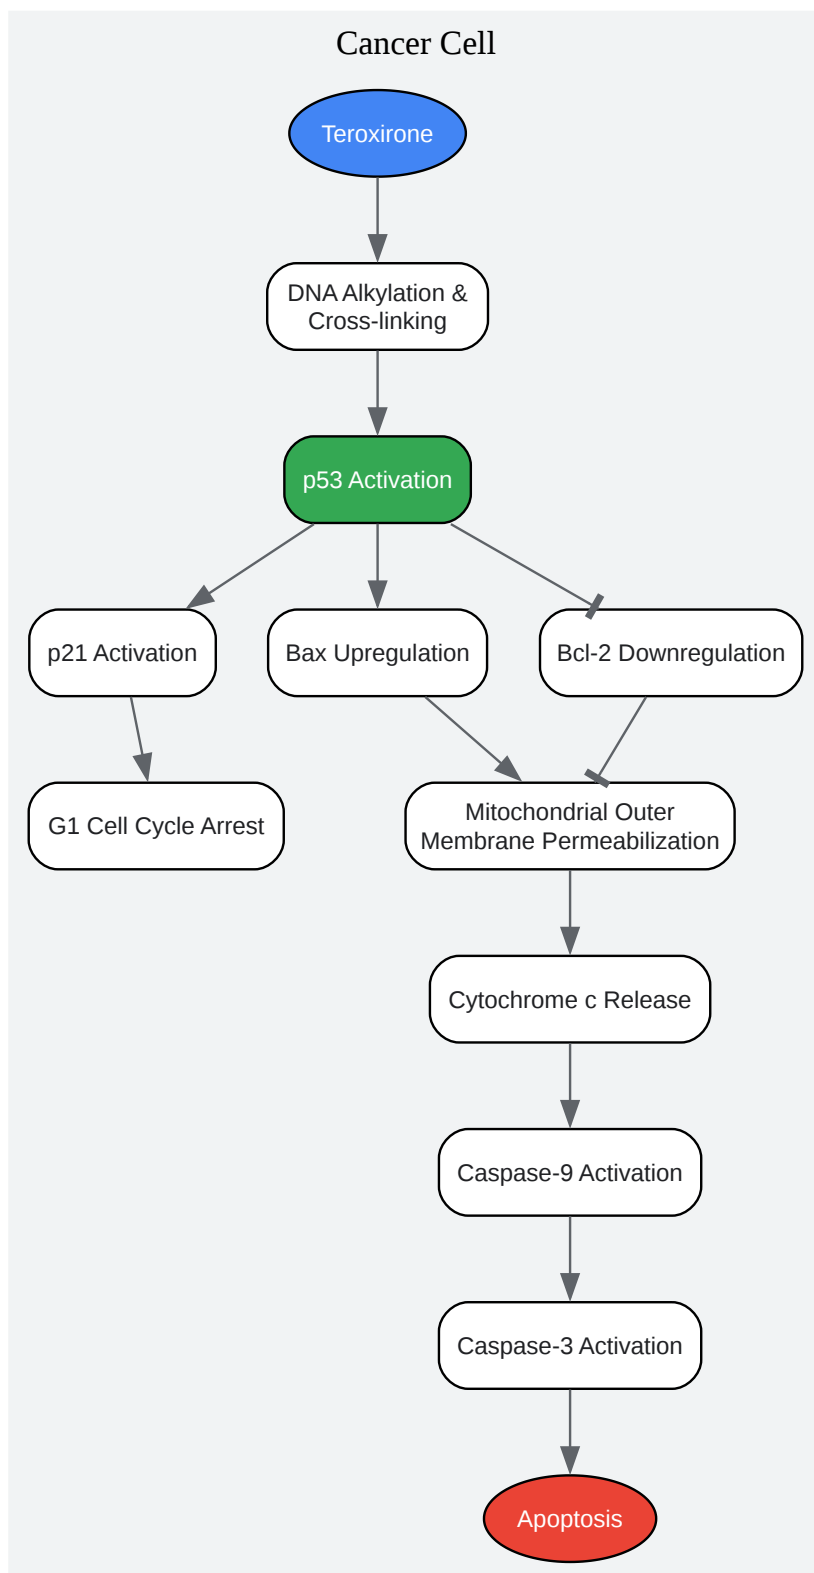 Cancer Cell
Teroxirone
DNA Alkylation &
Cross-linking
p53 Activation
p21 Activation
Bax Upregulation
Bcl-2 Downregulation
G1 Cell Cycle Arrest
Mitochondrial Outer
Membrane Permeabilization
Cytochrome c Release
Caspase-9 Activation
Caspase-3 Activation
Apoptosis